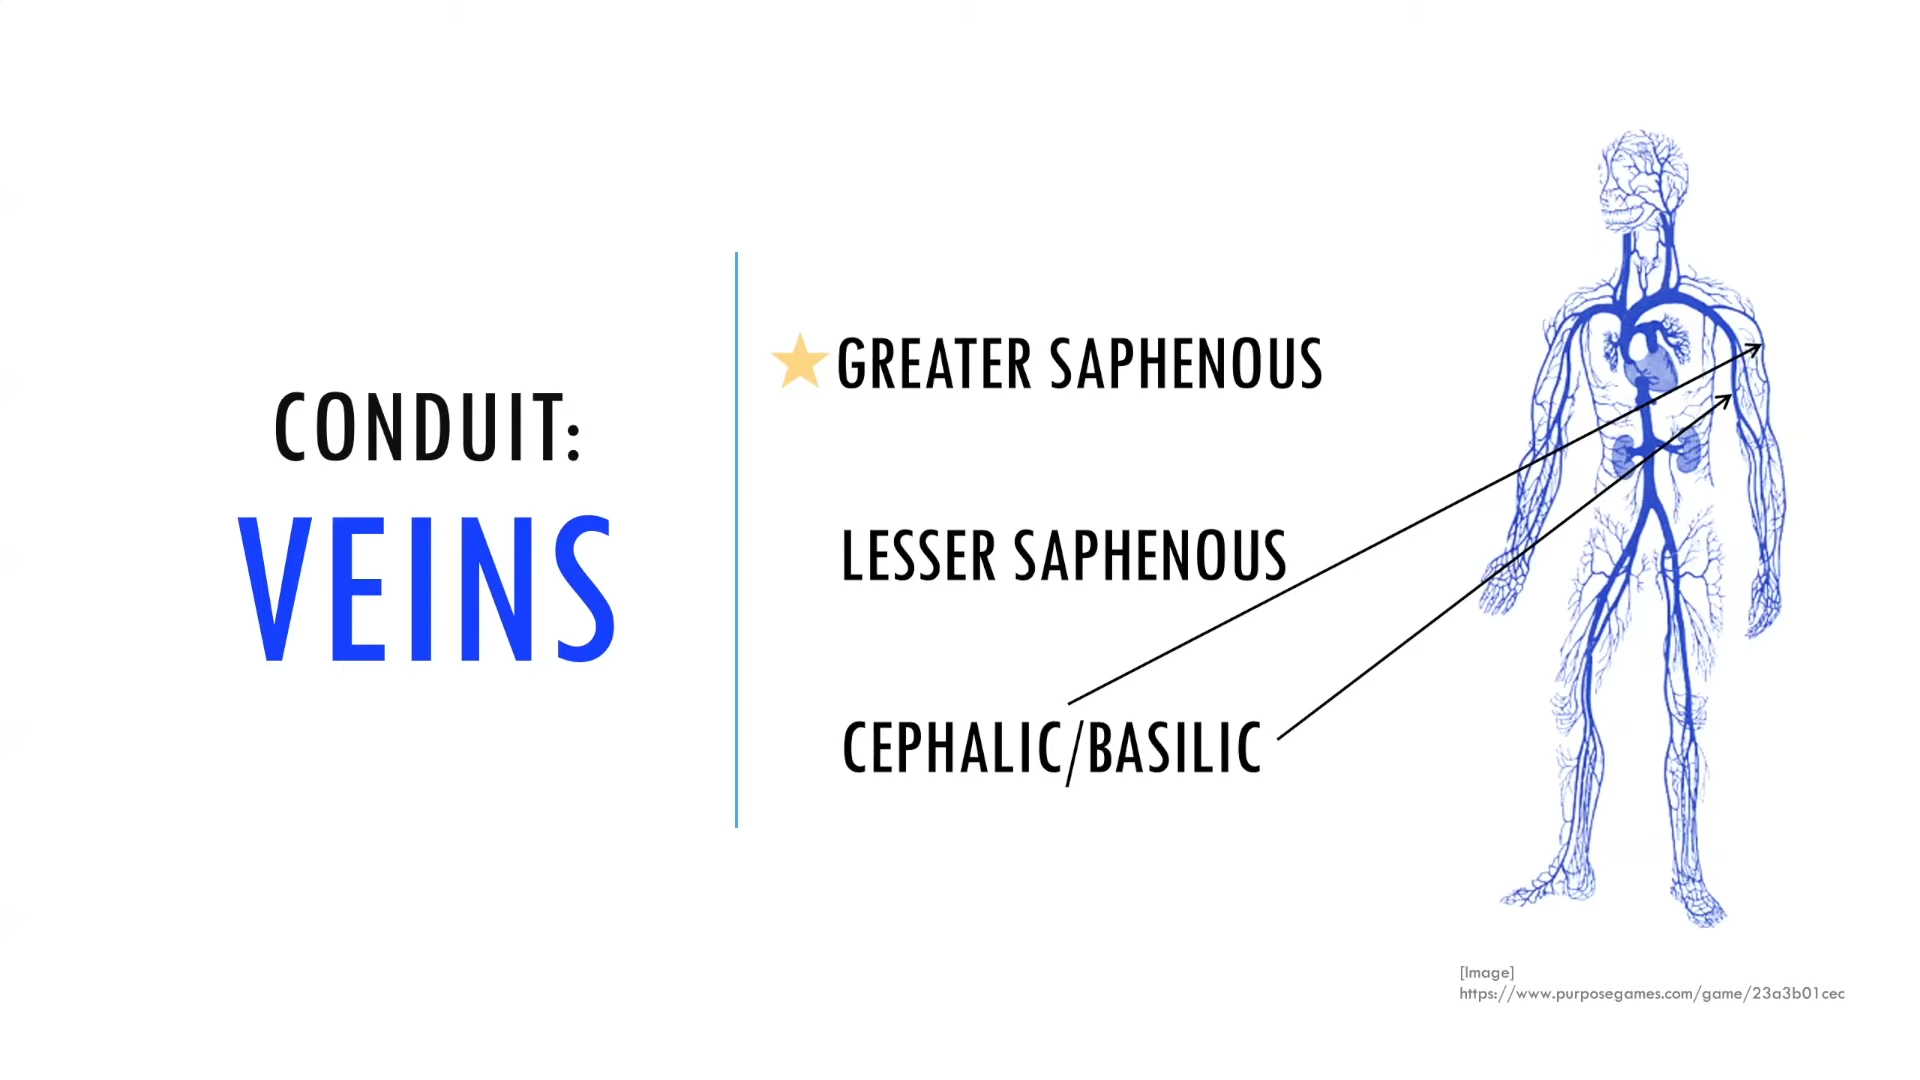 CONDUIT:
VEINS
GREATER SAPHENOUS
LESSER SAPHENOUS
CEPHALIC/BASILIC
[Image]
https://www.purposegames.com/game/23a3b01cec